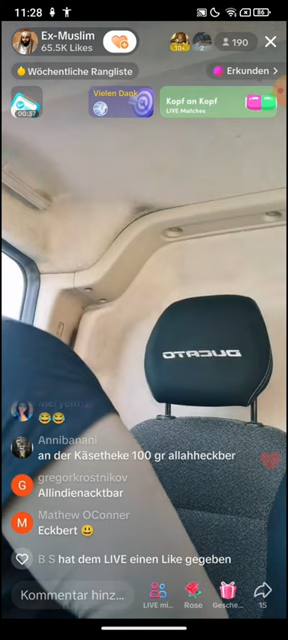 11:28
86
Ex-Muslim
65.5K Likes
190
Wöchentliche Rangliste
Erkunden >
00:37
Vielen Dank
Kopf an Kopf
LIVE Matches
DUCATO
😂😂
Annibanani
an der Käsetheke 100 gr allahheckber
G
gregorkrostnikov
Allindienacktbar
M
Mathew OConner
Eckbert 😃
B S hat dem LIVE einen Like gegeben
Kommentar hinz...
LIVE mi...
Rose
Gesche...
15